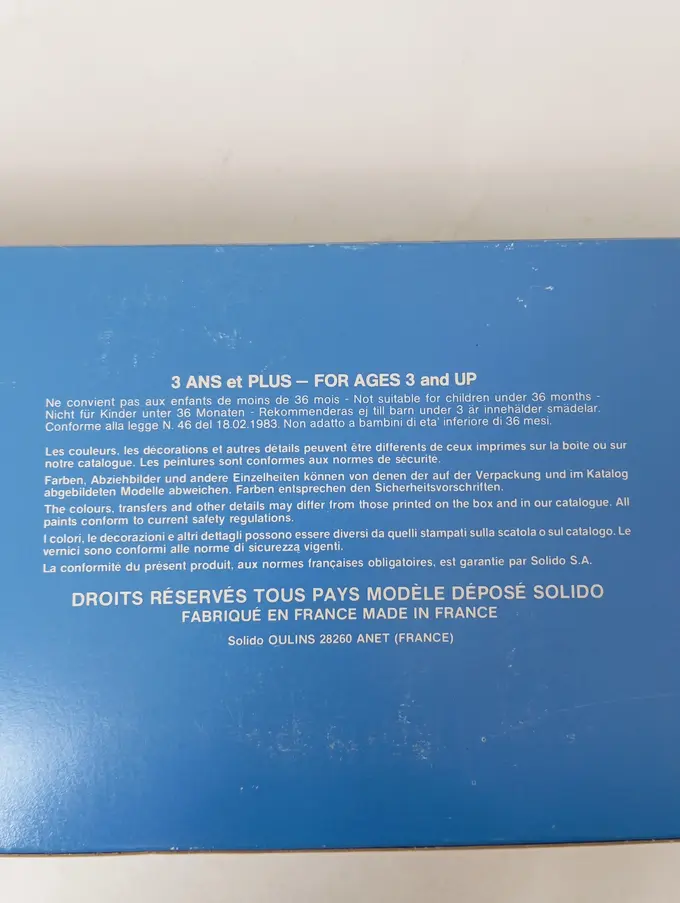 3 ANS et PLUS — FOR AGES 3 and UP
Ne convient pas aux enfants de moins de 36 mois - Not suitable for children under 36 months -
Nicht für Kinder unter 36 Monaten - Rekommenderas ej till barn under 3 är innehälder smädelar.
Conforme alla legge N. 46 del 18.02.1983. Non adatto a bambini di eta' inferiore di 36 mesi.
Les couleurs, les décorations et autres détails peuvent être différents de ceux imprimés sur la boîte ou sur
notre catalogue. Les peintures sont conformes aux normes de sécurité.
Farben, Abziehbilder und andere Einzelheiten können von denen der auf der Verpackung und im Katalog
abgebildeten Modelle abweichen. Farben entsprechen den Sicherheitsvorschriften.
The colours, transfers and other details may differ from those printed on the box and in our catalogue. All
paints conform to current safety regulations.
I colori, le decorazioni e altri dettagli possono essere diversi da quelli stampati sulla scatola o sul catalogo. Le
vernici sono conformi alle norme di sicurezza vigenti.
La conformité du présent produit, aux normes françaises obligatoires, est garantie par Solido S.A.
DROITS RÉSERVÉS TOUS PAYS MODÈLE DÉPOSÉ SOLIDO
FABRIQUÉ EN FRANCE MADE IN FRANCE
Solido OULINS 28260 ANET (FRANCE)